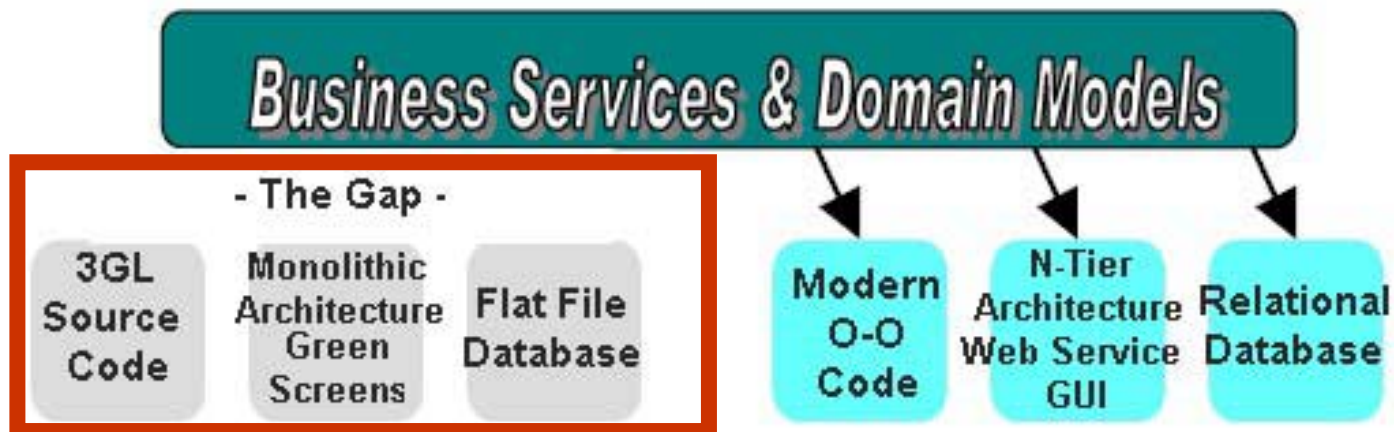 Business Services & Domain Models
- The Gap -
3GL
Source
Code
Monolithic
Architecture
Green
Screens
Flat File
Database
Modern
O-O
Code
N-Tier
Architecture
Web Service
GUI
Relational
Database